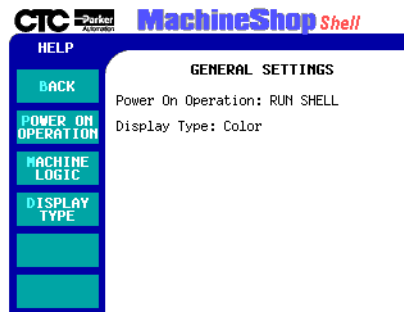 CTC Parker Automation MachineShop Shell
HELP
GENERAL SETTINGS
BACK
Power On Operation: RUN SHELL
POWER ON
OPERATION
Display Type: Color
MACHINE
LOGIC
DISPLAY
TYPE